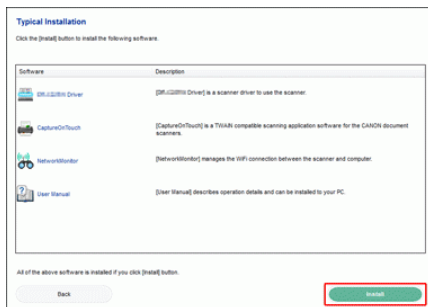 Typical Installation
Click the [Install] button to install the following software.
Software Description
Driver
Driver] is a scanner driver to use the scanner.
CaptureOnTouch
[CaptureOnTouch] is a TWAIN compatible scanning application software for the CANON document
scanners.
NetworkMonitor
[NetworkMonitor] manages the WiFi connection between the scanner and computer.
User Manual
[User Manual] describes operation details and can be installed to your PC.
All of the above software is installed if you click [Install] button.
Back Install